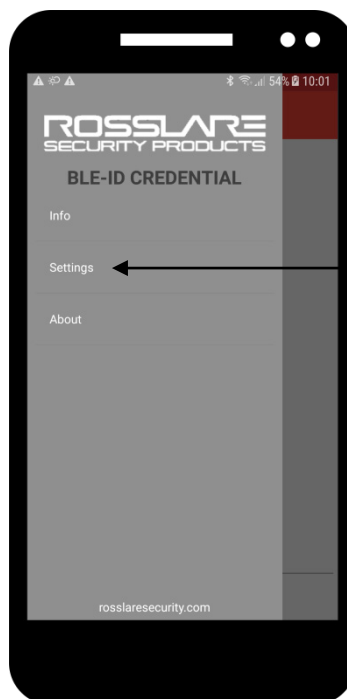 54% 10:01
ROSSLARE
SECURITY PRODUCTS
BLE-ID CREDENTIAL
Info
Settings
About
rosslaresecurity.com